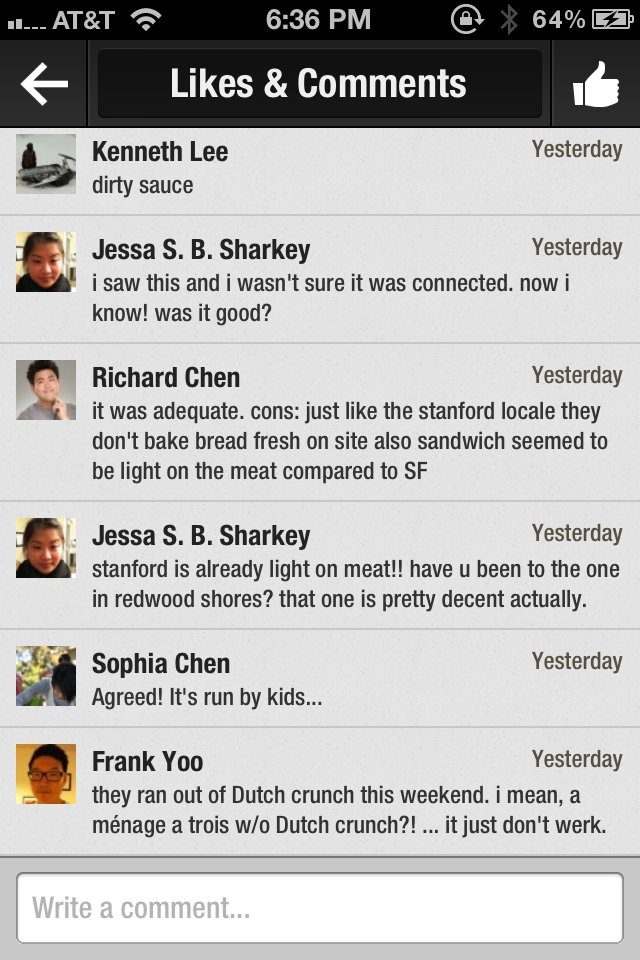 AT&T 6:36 PM 64%
Likes & Comments
Kenneth Lee Yesterday
dirty sauce
Jessa S. B. Sharkey Yesterday
i saw this and i wasn't sure it was connected. now i
know! was it good?
Richard Chen Yesterday
it was adequate. cons: just like the stanford locale they
don't bake bread fresh on site also sandwich seemed to
be light on the meat compared to SF
Jessa S. B. Sharkey Yesterday
stanford is already light on meat!! have u been to the one
in redwood shores? that one is pretty decent actually.
Sophia Chen Yesterday
Agreed! It's run by kids...
Frank Yoo Yesterday
they ran out of Dutch crunch this weekend. i mean, a
ménage a trois w/o Dutch crunch?! ... it just don't werk.
Write a comment...